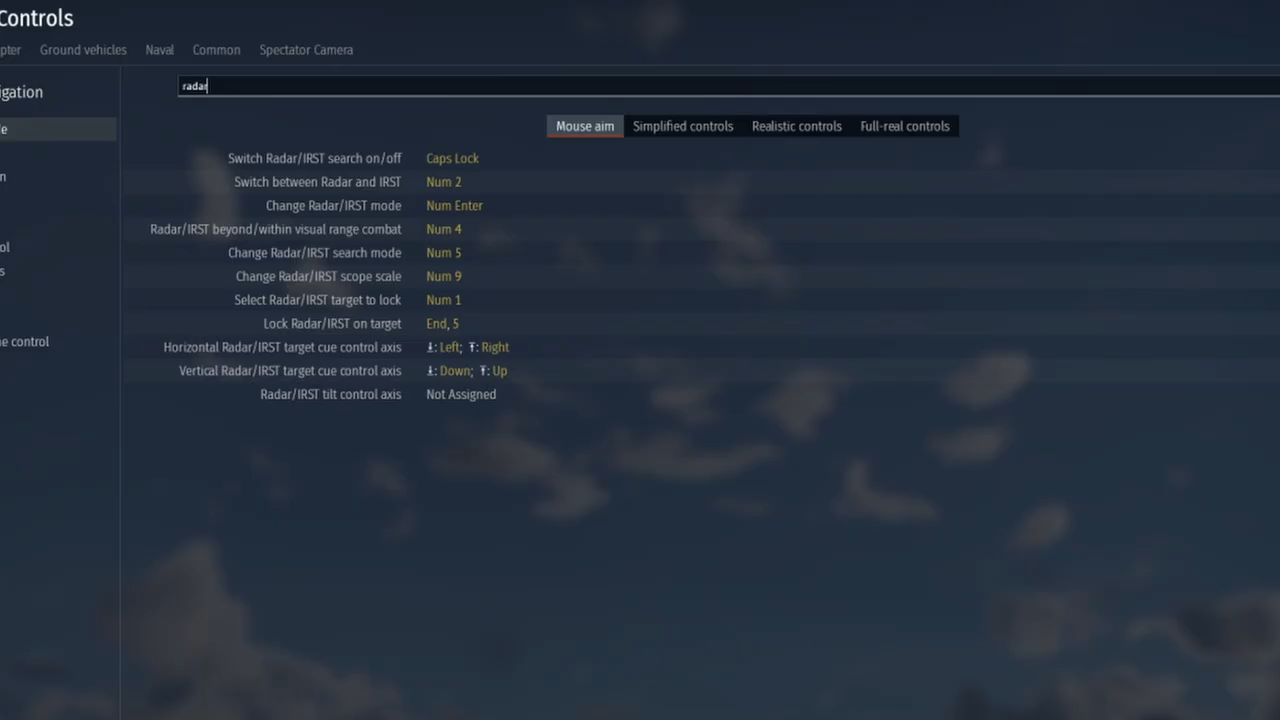 Controls
pter Ground vehicles Naval Common Spectator Camera
igation
radar
e
Mouse aim Simplified controls Realistic controls Full-real controls
Switch Radar/IRST search on/off Caps Lock
n
Switch between Radar and IRST Num 2
Change Radar/IRST mode Num Enter
Radar/IRST beyond/within visual range combat Num 4
ol
Change Radar/IRST search mode Num 5
s
Change Radar/IRST scope scale Num 9
Select Radar/IRST target to lock Num 1
Lock Radar/IRST on target End, 5
e control
Horizontal Radar/IRST target cue control axis ⤓: Left; ⤒: Right
Vertical Radar/IRST target cue control axis ⤓: Down; ⤒: Up
Radar/IRST tilt control axis Not Assigned